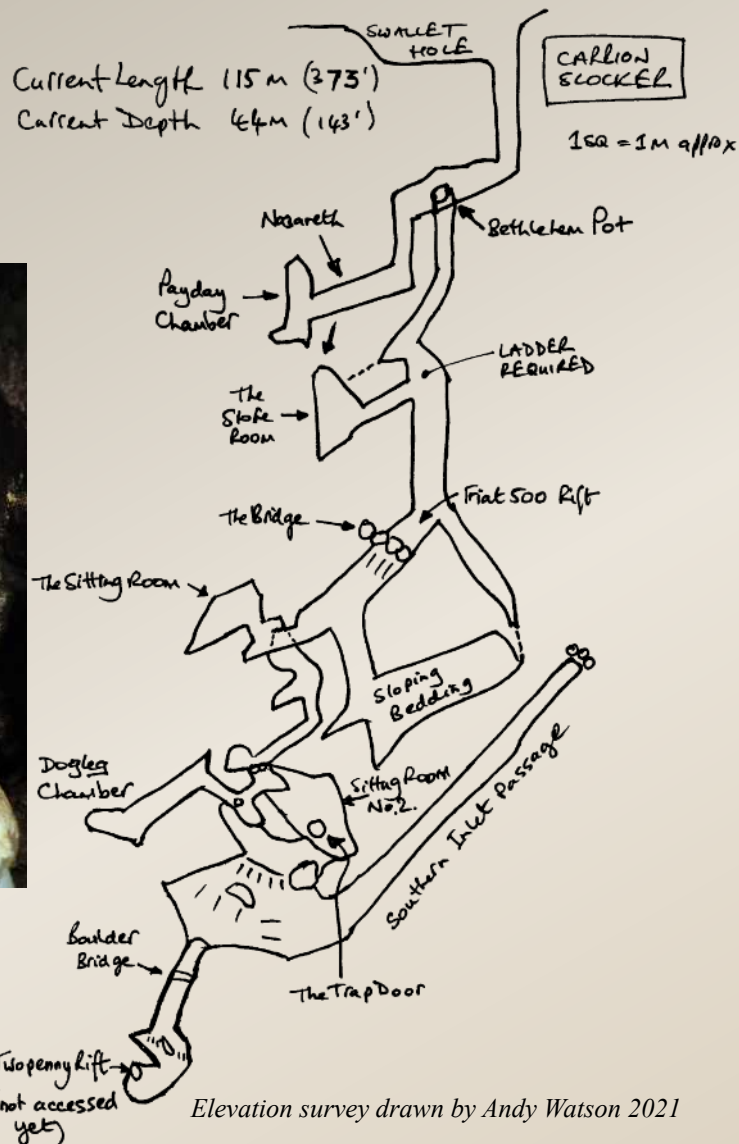 SWALLET
HOLE
CARRION
SLOCKER
Current Length 115m (373')
Current Depth 44m (143')
1SQ = 1M approx
Nazareth
Bethlehem Pot
Payday
Chamber
LADDER
REQUIRED
The
Store
Room
Fiat 500 Rift
The Bridge
The Sitting Room
Sloping
Bedding
Dogleg
Chamber
Sitting Room
No.2.
Southern Inlet Passage
Boulder
Bridge
The Trap Door
Twopenny Rift
not accessed
yet)
Elevation survey drawn by Andy Watson 2021